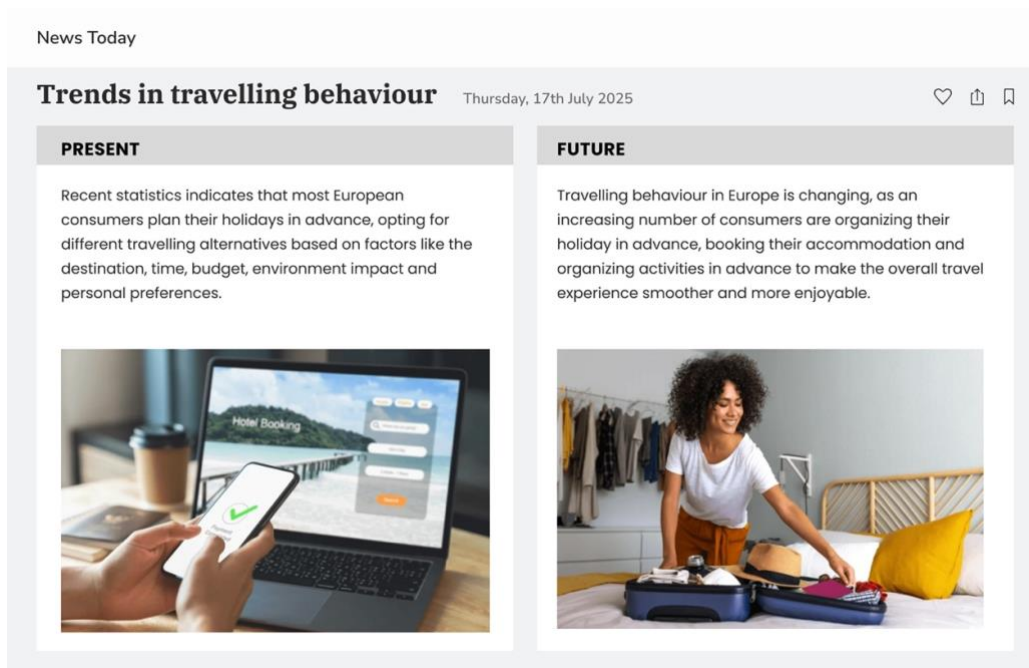 News Today
Trends in travelling behaviour
Thursday, 17th July 2025
PRESENT
Recent statistics indicates that most European
consumers plan their holidays in advance, opting for
different travelling alternatives based on factors like the
destination, time, budget, environment impact and
personal preferences.
Hotel Booking
FUTURE
Travelling behaviour in Europe is changing, as an
increasing number of consumers are organizing their
holiday in advance, booking their accommodation and
organizing activities in advance to make the overall travel
experience smoother and more enjoyable.